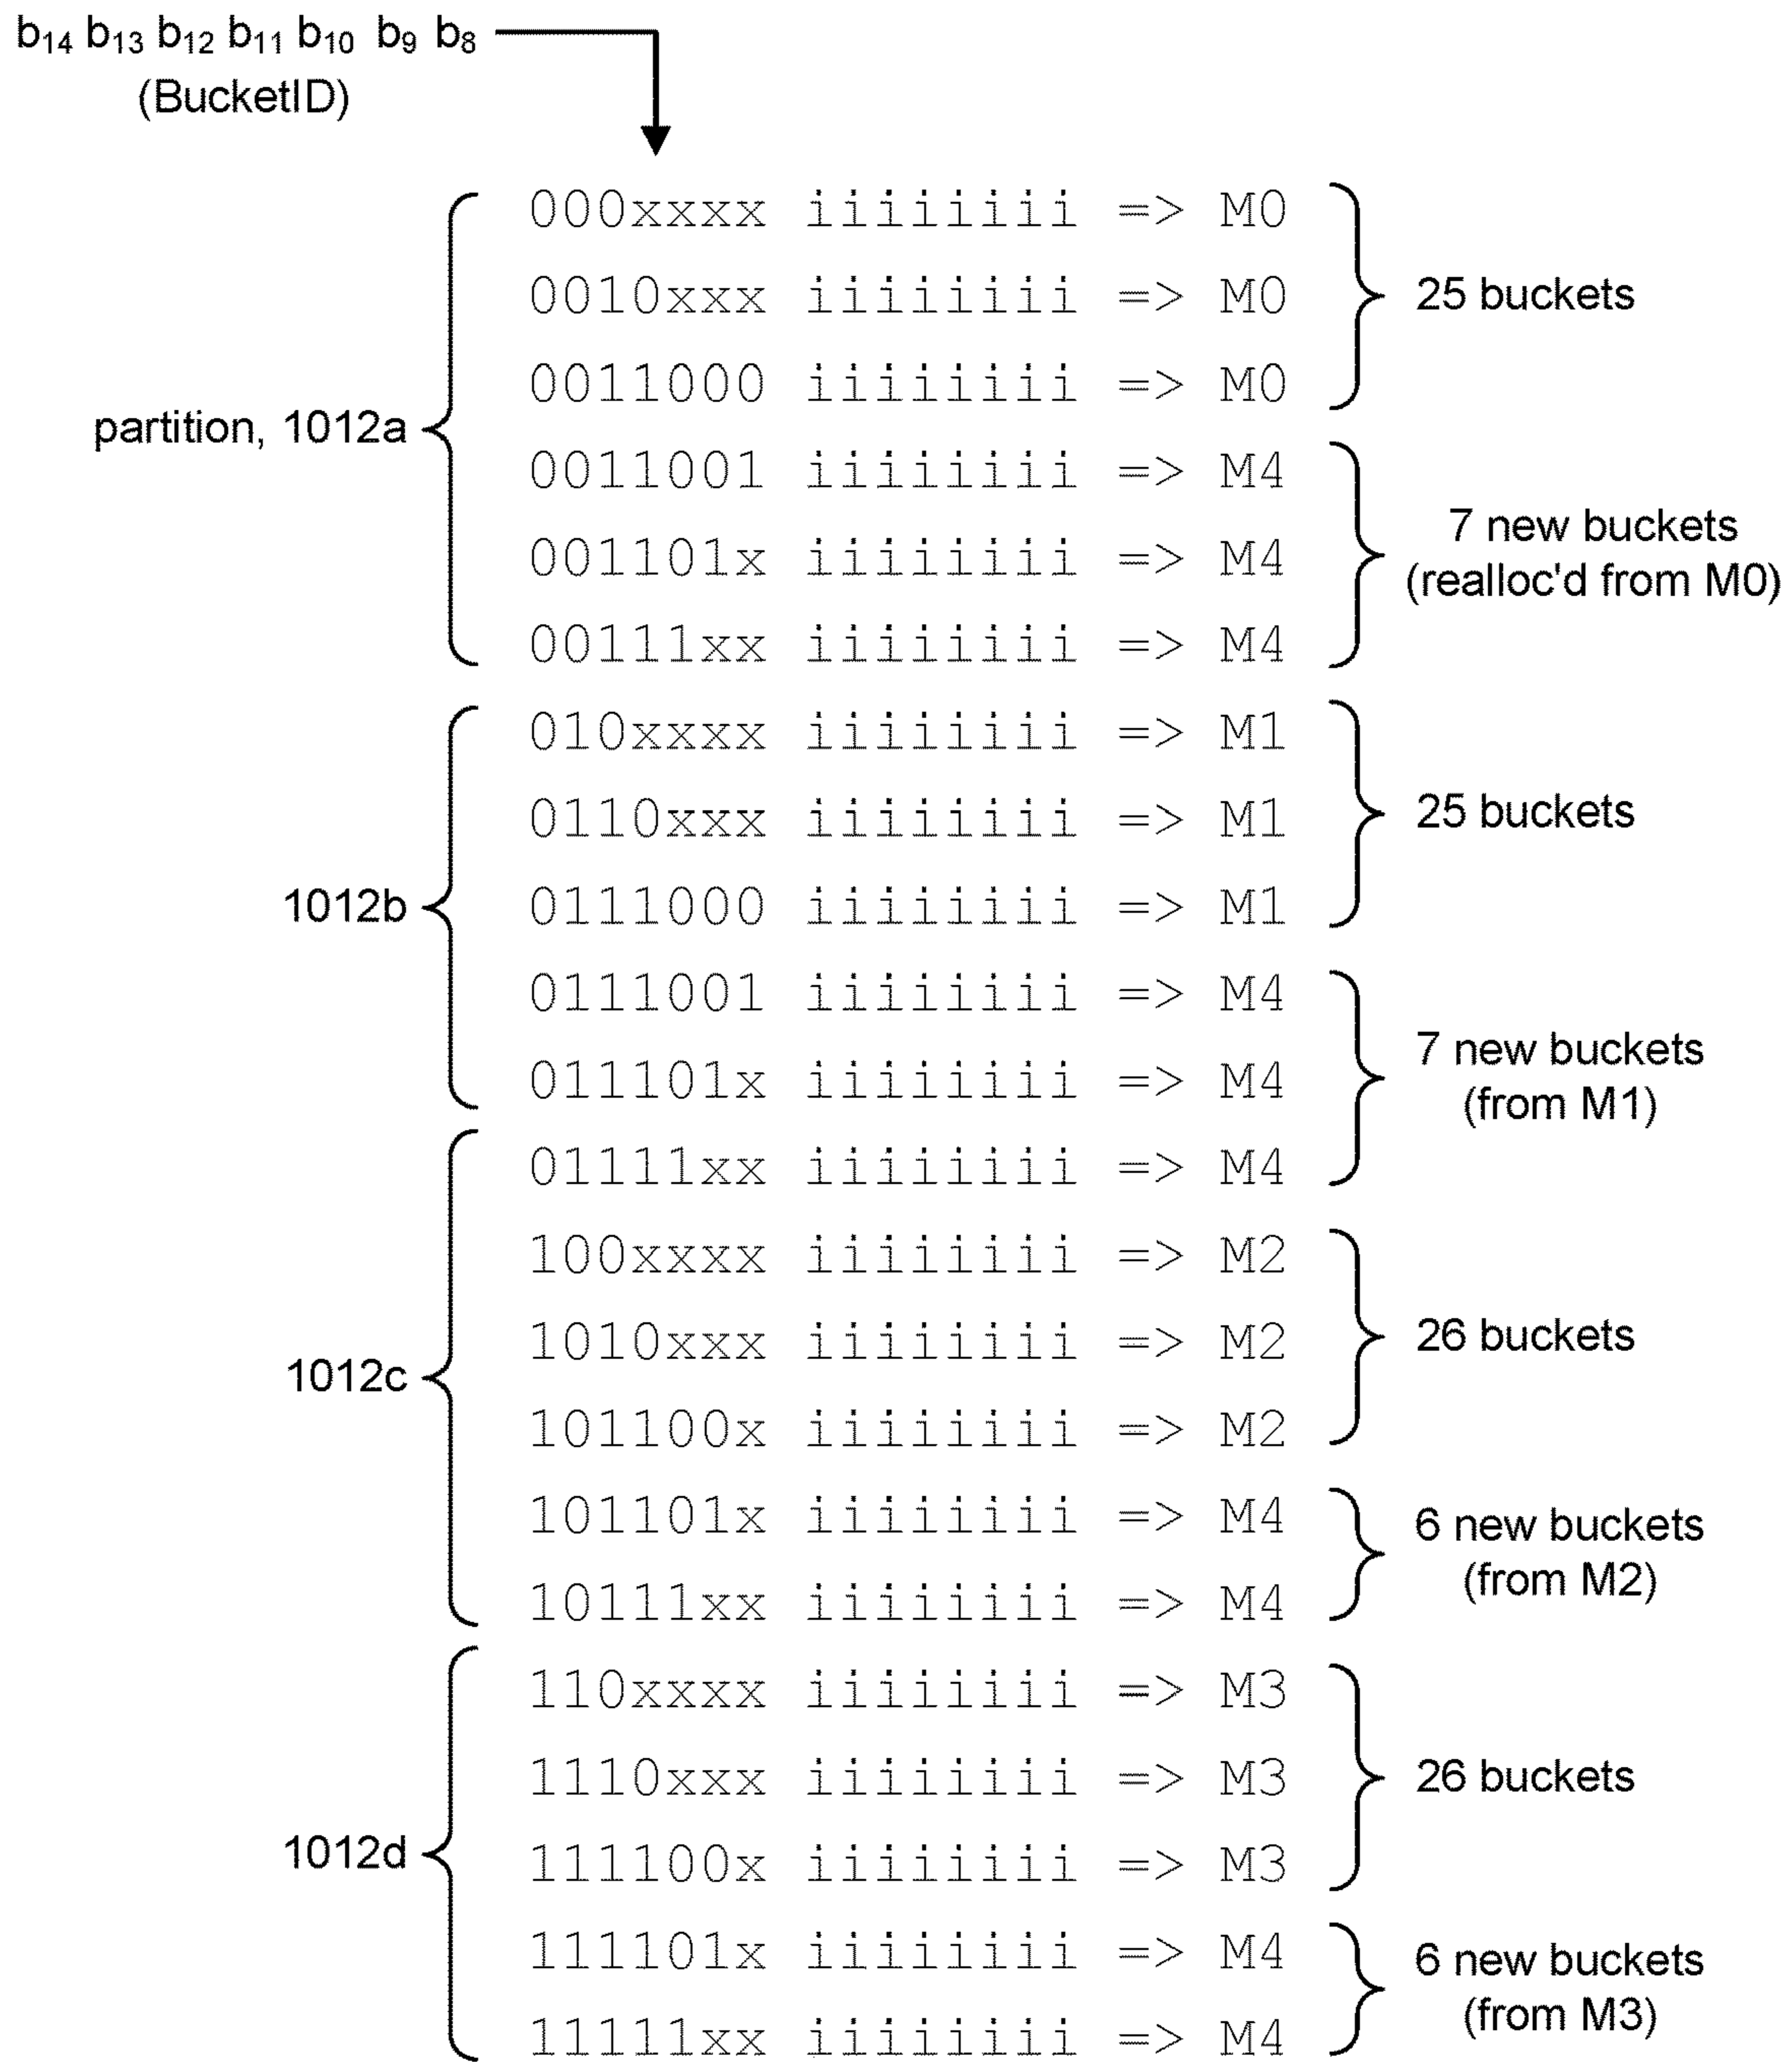 b₁₄ b₁₃ b₁₂ b₁₁ b₁₀ b₉ b₈
(BucketID)
000xxxx iiiiiiii => M0
0010xxx iiiiiiii => M0
25 buckets
0011000 iiiiiiii => M0
partition, 1012a
0011001 iiiiiiii => M4
7 new buckets
001101x iiiiiiii => M4
(realloc'd from M0)
00111xx iiiiiiii => M4
010xxxx iiiiiiii => M1
0110xxx iiiiiiii => M1
25 buckets
1012b
0111000 iiiiiiii => M1
0111001 iiiiiiii => M4
7 new buckets
011101x iiiiiiii => M4
(from M1)
01111xx iiiiiiii => M4
100xxxx iiiiiiii => M2
1010xxx iiiiiiii => M2
26 buckets
1012c
101100x iiiiiiii => M2
101101x iiiiiiii => M4
6 new buckets
10111xx iiiiiiii => M4
(from M2)
110xxxx iiiiiiii => M3
1110xxx iiiiiiii => M3
26 buckets
1012d
111100x iiiiiiii => M3
111101x iiiiiiii => M4
6 new buckets
11111xx iiiiiiii => M4
(from M3)